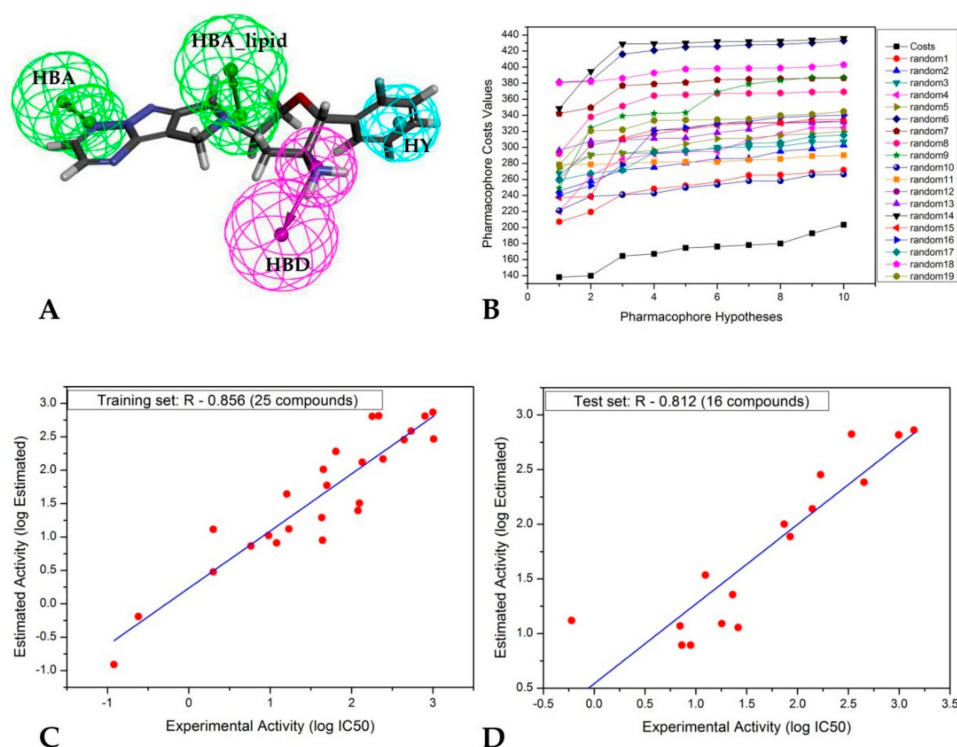 HBA
HBA_lipid
HY
HBD
A
440
420
400
380
360
340
320
300
280
260
240
220
200
180
160
140
Pharmacophore Costs Values
0 2 4 6 8 10
Pharmacophore Hypotheses
Costs
random1
random2
random3
random4
random5
random6
random7
random8
random9
random10
random11
random12
random13
random14
random15
random16
random17
random18
random19
B
Training set: R - 0.856 (25 compounds)
Estimated Activity (log Estimated)
3.0
2.5
2.0
1.5
1.0
0.5
0.0
-0.5
-1.0
-1 0 1 2 3
Experimental Activity (log IC50)
C
Test set: R - 0.812 (16 compounds)
Estimated Activity (log Ectimated)
3.0
2.5
2.0
1.5
1.0
0.5
-0.5 0.0 0.5 1.0 1.5 2.0 2.5 3.0
Experimental Activity (log IC50)
D